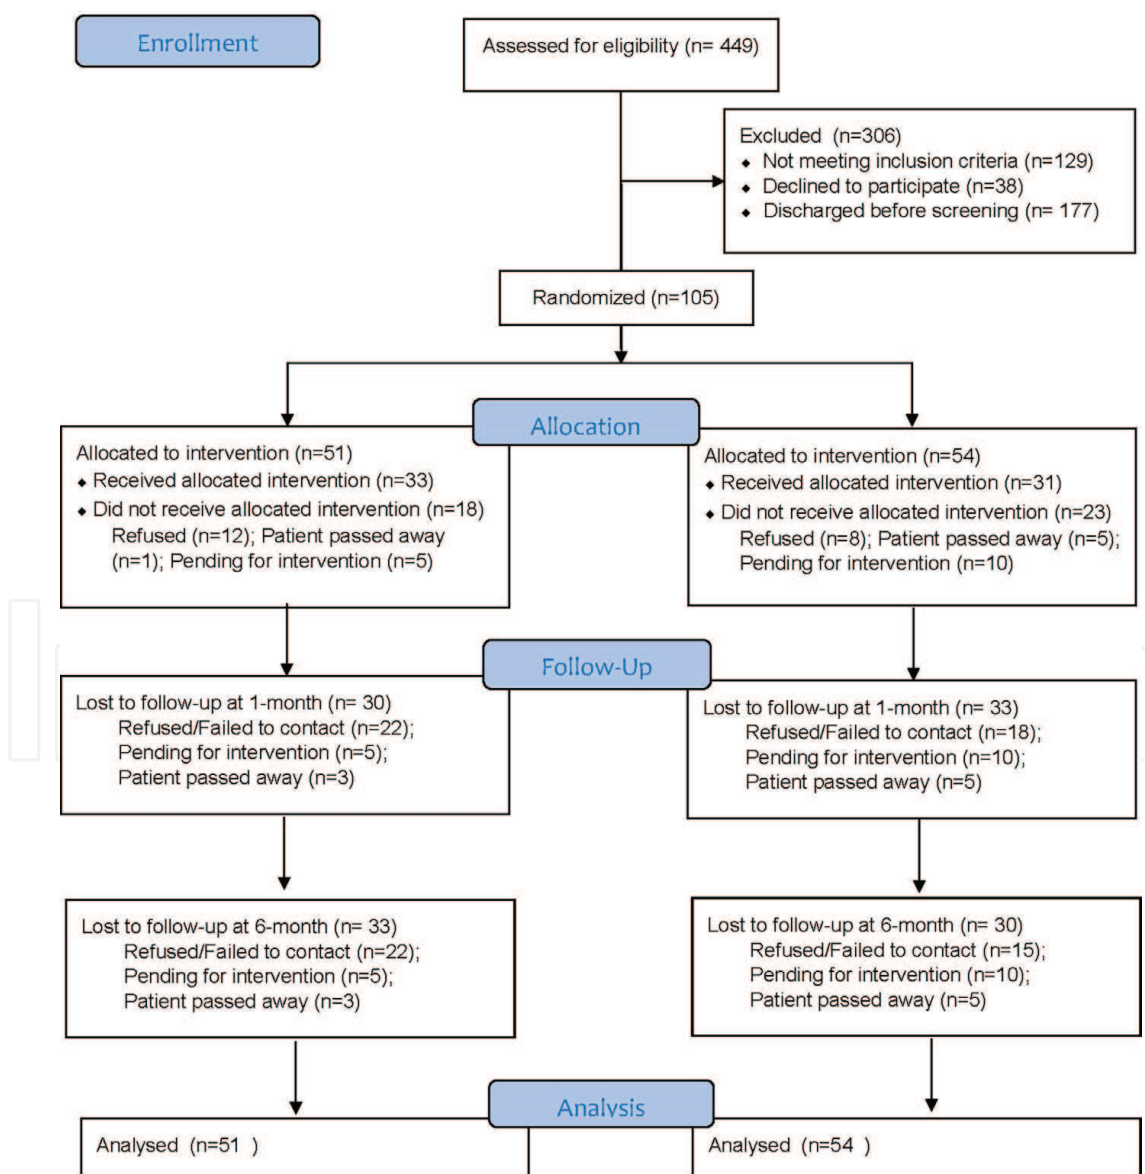 Enrollment
Assessed for eligibility (n= 449)
Excluded (n=306)
♦ Not meeting inclusion criteria (n=129)
♦ Declined to participate (n=38)
♦ Discharged before screening (n= 177)
Randomized (n=105)
Allocation
Allocated to intervention (n=51)
♦ Received allocated intervention (n=33)
♦ Did not receive allocated intervention (n=18)
Refused (n=12); Patient passed away
(n=1); Pending for intervention (n=5)
Allocated to intervention (n=54)
♦ Received allocated intervention (n=31)
♦ Did not receive allocated intervention (n=23)
Refused (n=8); Patient passed away (n=5);
Pending for intervention (n=10)
Follow-Up
Lost to follow-up at 1-month (n= 30)
Refused/Failed to contact (n=22);
Pending for intervention (n=5);
Patient passed away (n=3)
Lost to follow-up at 1-month (n= 33)
Refused/Failed to contact (n=18);
Pending for intervention (n=10);
Patient passed away (n=5)
Lost to follow-up at 6-month (n= 33)
Refused/Failed to contact (n=22);
Pending for intervention (n=5);
Patient passed away (n=3)
Lost to follow-up at 6-month (n= 30)
Refused/Failed to contact (n=15);
Pending for intervention (n=10);
Patient passed away (n=5)
Analysis
Analysed (n=51 )
Analysed (n=54 )